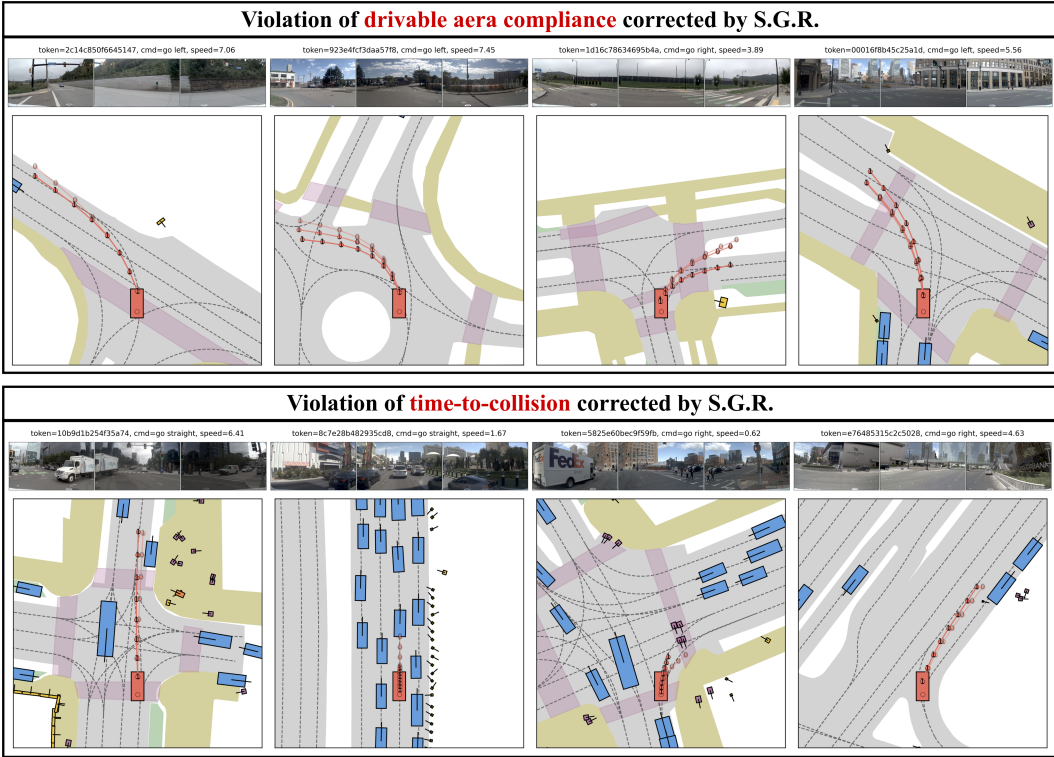 Violation of drivable aera compliance corrected by S.G.R.
token=2c14c850f6645147, cmd=go left, speed=7.06
token=923e4fcf3daa57f8, cmd=go left, speed=7.45
token=1d16c78634695b4a, cmd=go right, speed=3.89
token=00016f8b45c25a1d, cmd=go left, speed=5.56
Violation of time-to-collision corrected by S.G.R.
token=10b9d1b254f35a74, cmd=go straight, speed=6.41
token=8c7e28b482935cd8, cmd=go straight, speed=1.67
token=5825e60bec9f59fb, cmd=go right, speed=0.62
token=e76485315c2c5028, cmd=go right, speed=4.63
FedEx